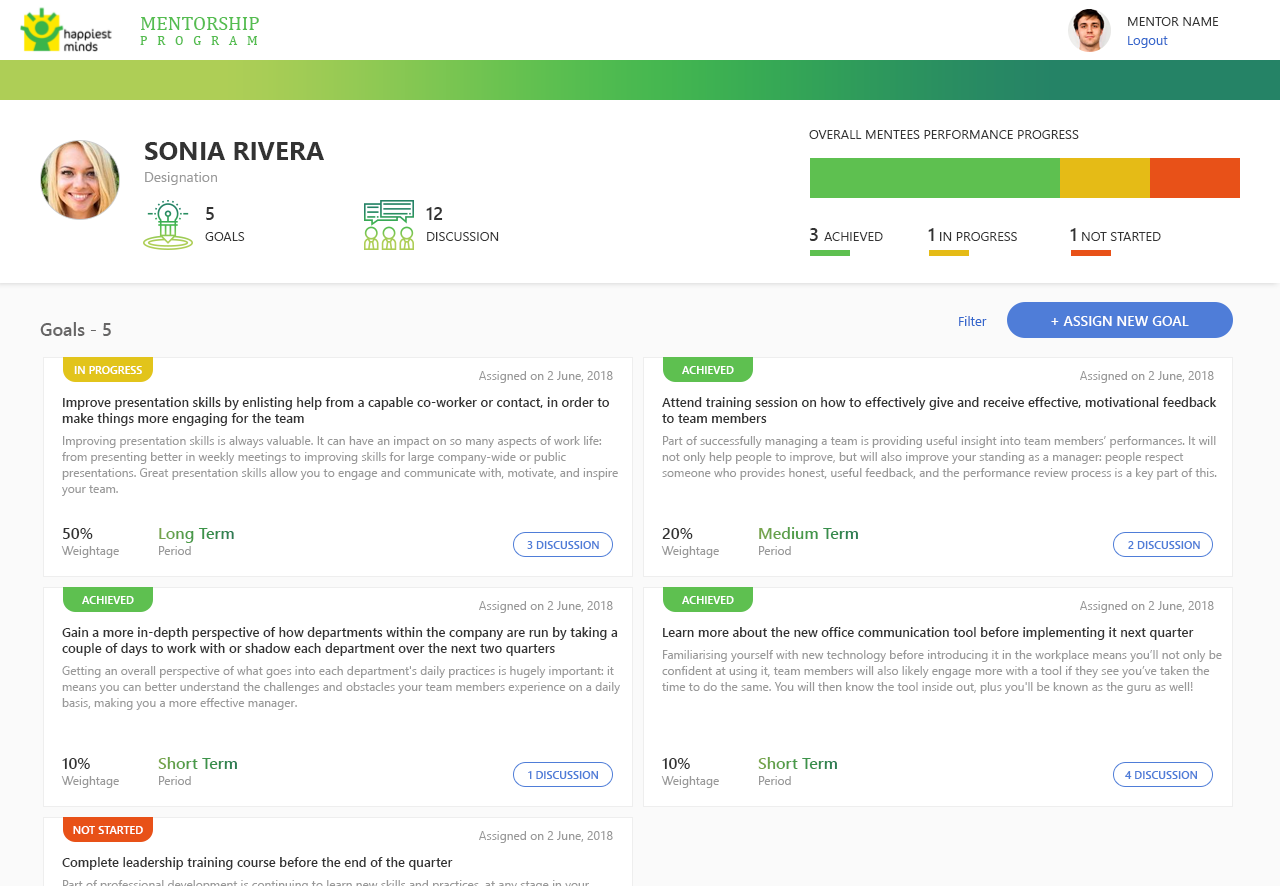 happiest
minds
MENTORSHIP
PROGRAM
MENTOR NAME
Logout
SONIA RIVERA
Designation
5
GOALS
12
DISCUSSION
OVERALL MENTEES PERFORMANCE PROGRESS
3 ACHIEVED
1 IN PROGRESS
1 NOT STARTED
Goals - 5
Filter
+ ASSIGN NEW GOAL
IN PROGRESS
Assigned on 2 June, 2018
Improve presentation skills by enlisting help from a capable co-worker or contact, in order to
make things more engaging for the team
Improving presentation skills is always valuable. It can have an impact on so many aspects of work life:
from presenting better in weekly meetings to improving skills for large company-wide or public
presentations. Great presentation skills allow you to engage and communicate with, motivate, and inspire
your team.
50%
Weightage
Long Term
Period
3 DISCUSSION
ACHIEVED
Assigned on 2 June, 2018
Attend training session on how to effectively give and receive effective, motivational feedback
to team members
Part of successfully managing a team is providing useful insight into team members' performances. It will
not only help people to improve, but will also improve your standing as a manager: people respect
someone who provides honest, useful feedback, and the performance review process is a key part of this.
20%
Weightage
Medium Term
Period
2 DISCUSSION
ACHIEVED
Assigned on 2 June, 2018
Gain a more in-depth perspective of how departments within the company are run by taking a
couple of days to work with or shadow each department over the next two quarters
Getting an overall perspective of what goes into each department's daily practices is hugely important: it
means you can better understand the challenges and obstacles your team members experience on a daily
basis, making you a more effective manager.
10%
Weightage
Short Term
Period
1 DISCUSSION
ACHIEVED
Assigned on 2 June, 2018
Learn more about the new office communication tool before implementing it next quarter
Familiarising yourself with new technology before introducing it in the workplace means you'll not only be
confident at using it, team members will also likely engage more with a tool if they see you've taken the
time to do the same. You will then know the tool inside out, plus you'll be known as the guru as well!
10%
Weightage
Short Term
Period
4 DISCUSSION
NOT STARTED
Assigned on 2 June, 2018
Complete leadership training course before the end of the quarter
Part of professional development is continuing to learn new skills and practices, at any stage in your